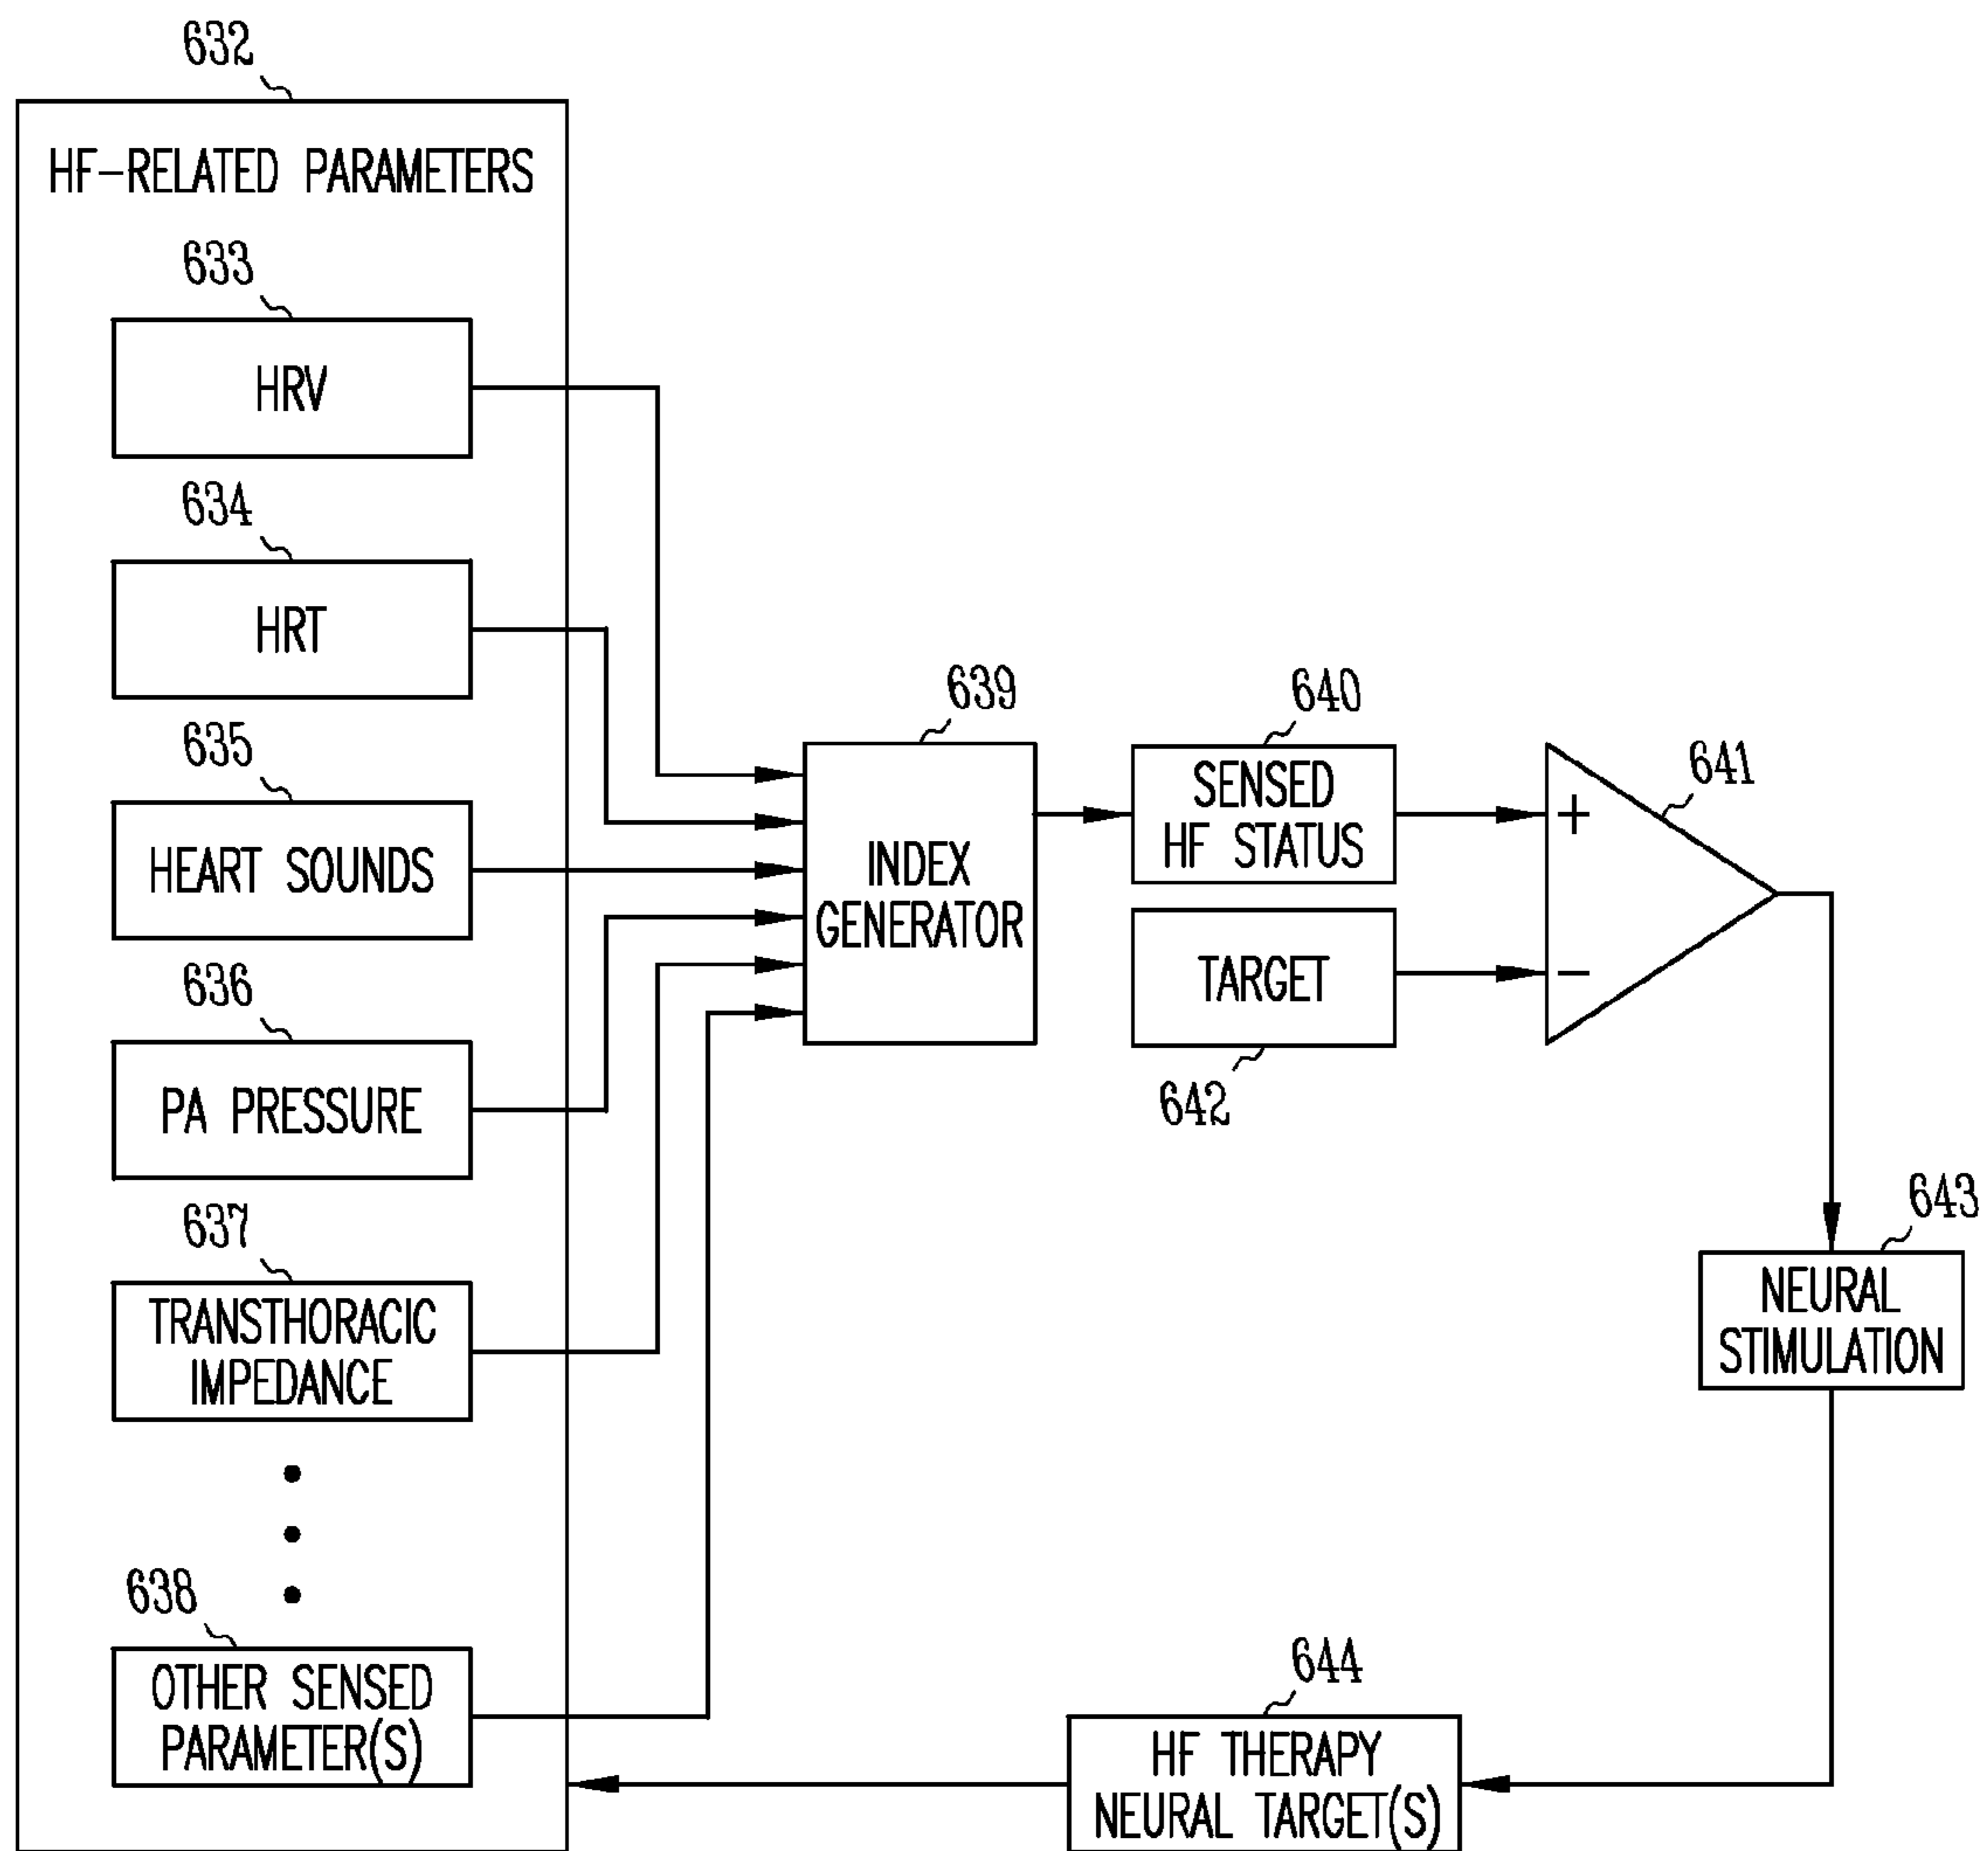 632
HF-RELATED PARAMETERS
633
HRV
634
HRT
635
HEART SOUNDS
636
PA PRESSURE
637
TRANSTHORACIC
IMPEDANCE
638
OTHER SENSED
PARAMETER(S)
639
INDEX
GENERATOR
640
SENSED
HF STATUS
TARGET
642
641
+
−
643
NEURAL
STIMULATION
644
HF THERAPY
NEURAL TARGET(S)